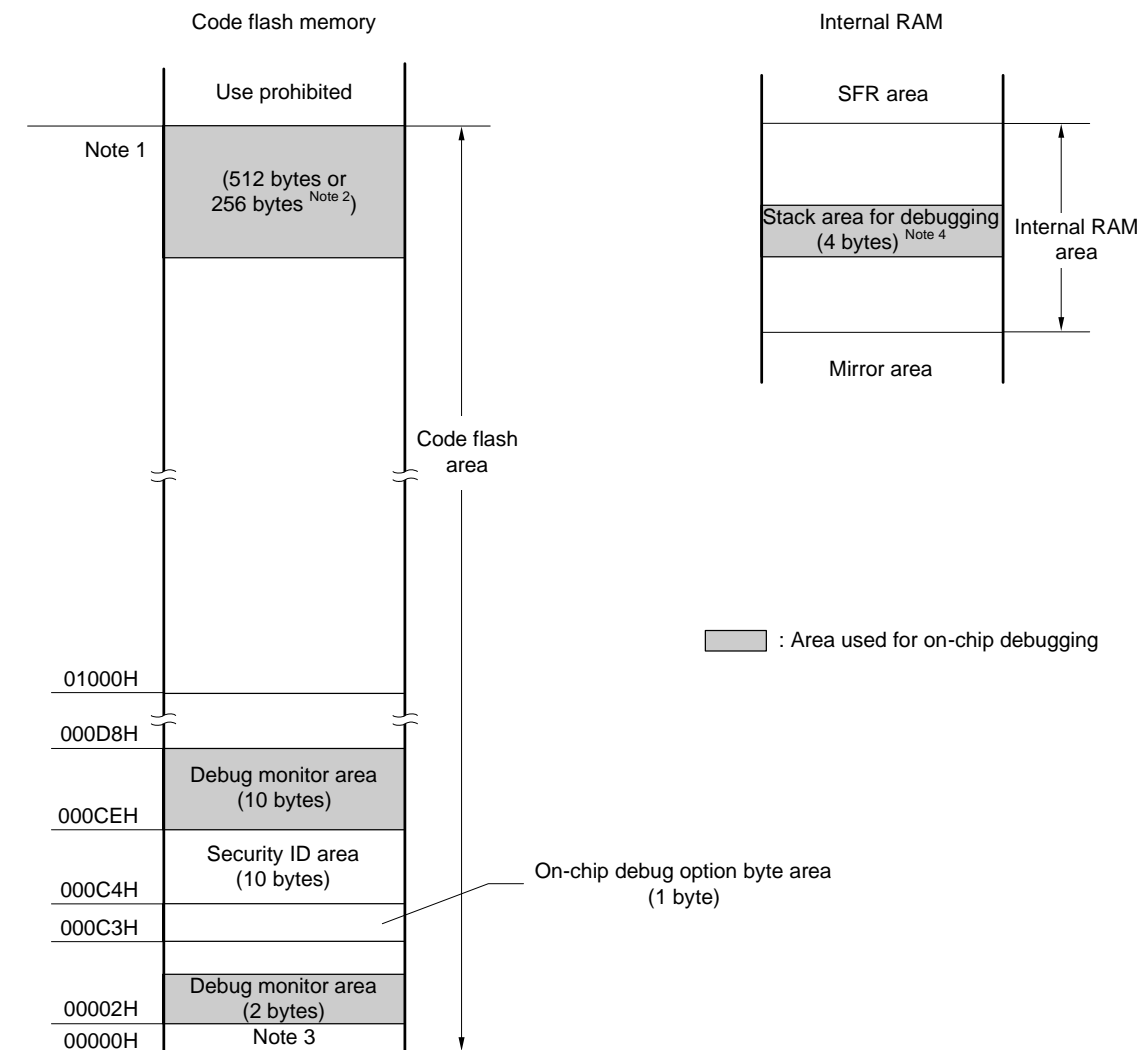 Code flash memory
Internal RAM
Use prohibited
SFR area
Note 1
(512 bytes or
256 bytes Note 2)
Stack area for debugging
(4 bytes) Note 4
Internal RAM
area
Mirror area
Code flash
area
: Area used for on-chip debugging
01000H
000D8H
Debug monitor area
(10 bytes)
000CEH
Security ID area
(10 bytes)
On-chip debug option byte area
(1 byte)
000C4H
000C3H
Debug monitor area
(2 bytes)
00002H
Note 3
00000H